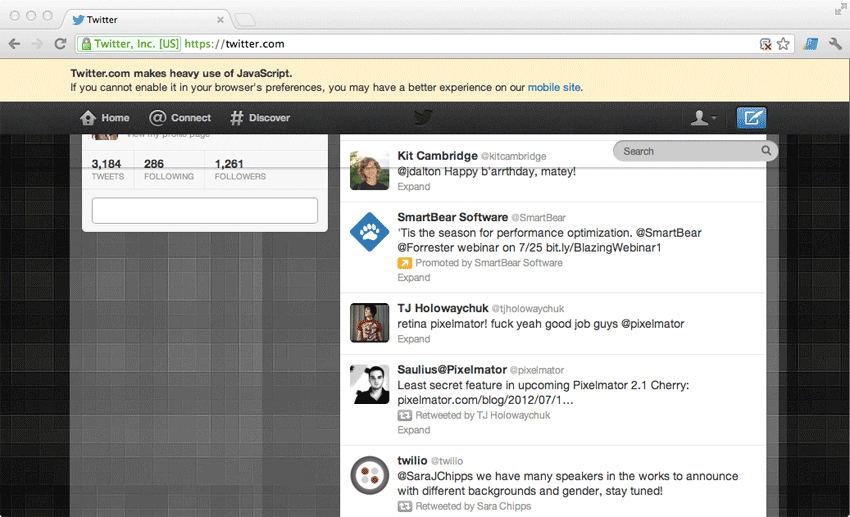 Twitter
Twitter, Inc. [US] https://twitter.com
Twitter.com makes heavy use of JavaScript.
If you cannot enable it in your browser's preferences, you may have a better experience on our mobile site.
Home
@ Connect
# Discover
View my profile page
3,184
TWEETS
286
FOLLOWING
1,261
FOLLOWERS
Search
Kit Cambridge @kitcambridge
@jdalton Happy b'arrthday, matey!
Expand
SmartBear Software @SmartBear
'Tis the season for performance optimization. @SmartBear
@Forrester webinar on 7/25 bit.ly/BlazingWebinar1
Promoted by SmartBear Software
Expand
TJ Holowaychuk @tjholowaychuk
retina pixelmator! fuck yeah good job guys @pixelmator
Expand
Saulius@Pixelmator @pixelmator
Least secret feature in upcoming Pixelmator 2.1 Cherry:
pixelmator.com/blog/2012/07/1…
Retweeted by TJ Holowaychuk
Expand
twilio @twilio
@SaraJChipps we have many speakers in the works to announce
with different backgrounds and gender, stay tuned!
Retweeted by Sara Chipps